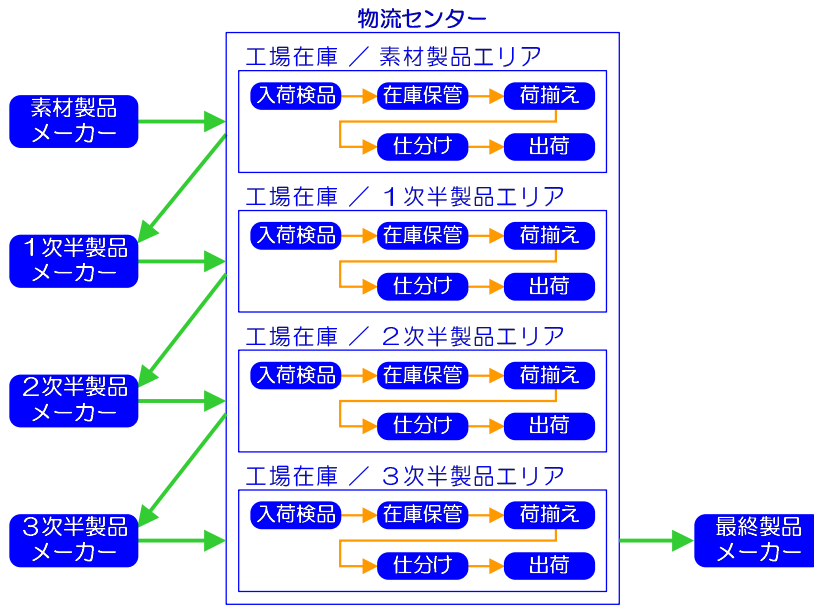 物流センター
工場在庫 ／ 素材製品エリア
素材製品
メーカー
入荷検品
在庫保管
荷揃え
仕分け
出荷
工場在庫 ／ １次半製品エリア
１次半製品
メーカー
入荷検品
在庫保管
荷揃え
仕分け
出荷
工場在庫 ／ ２次半製品エリア
２次半製品
メーカー
入荷検品
在庫保管
荷揃え
仕分け
出荷
工場在庫 ／ ３次半製品エリア
３次半製品
メーカー
入荷検品
在庫保管
荷揃え
仕分け
出荷
最終製品
メーカー